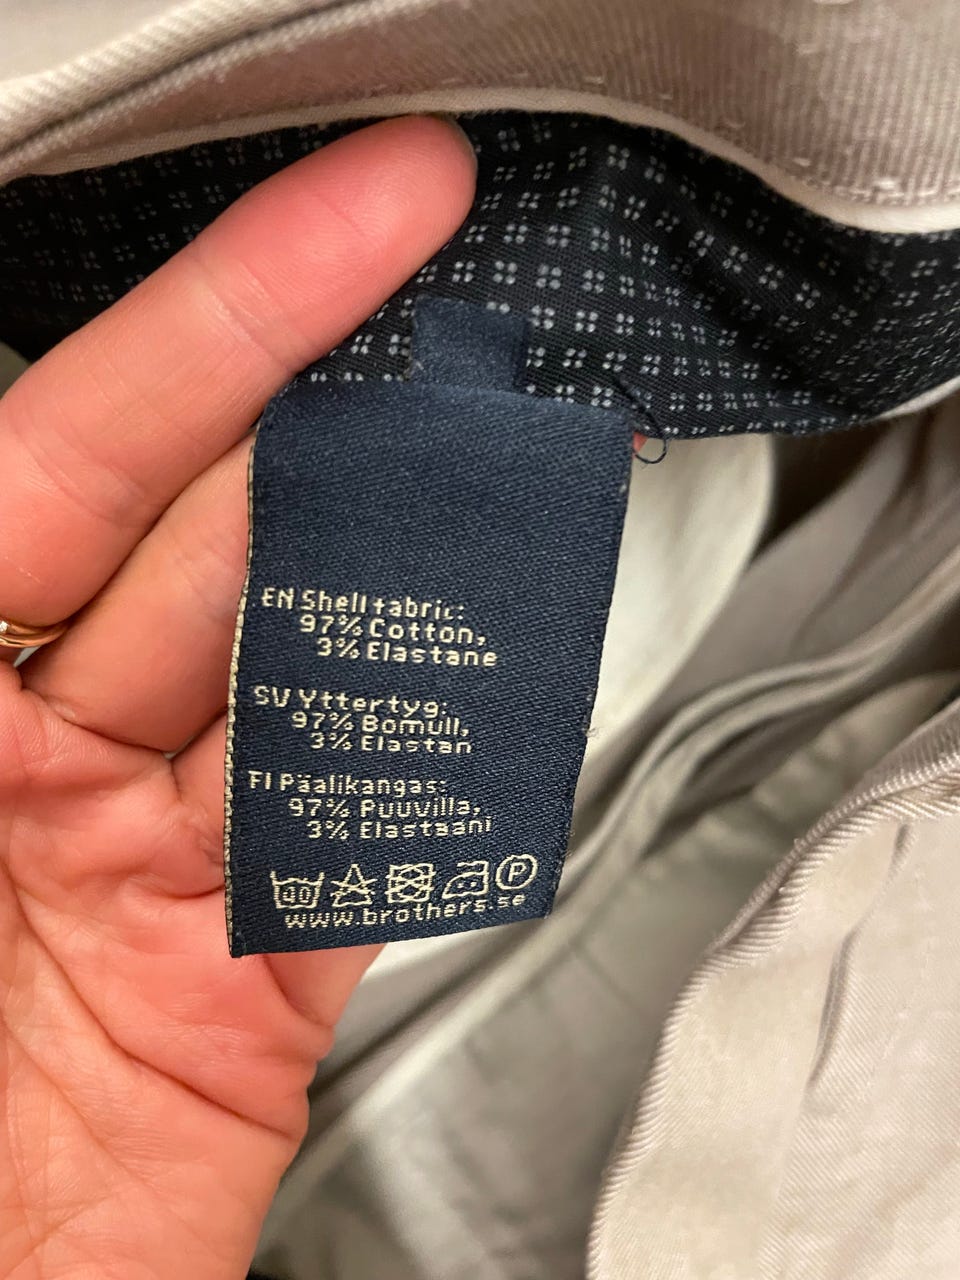 EN Shell fabric:
97% Cotton,
3% Elastane
SV Yttertyg:
97% Bomull,
3% Elastan
FI Päälikangas:
97% Puuvilla,
3% Elastaani
40 P
www.brothers.se